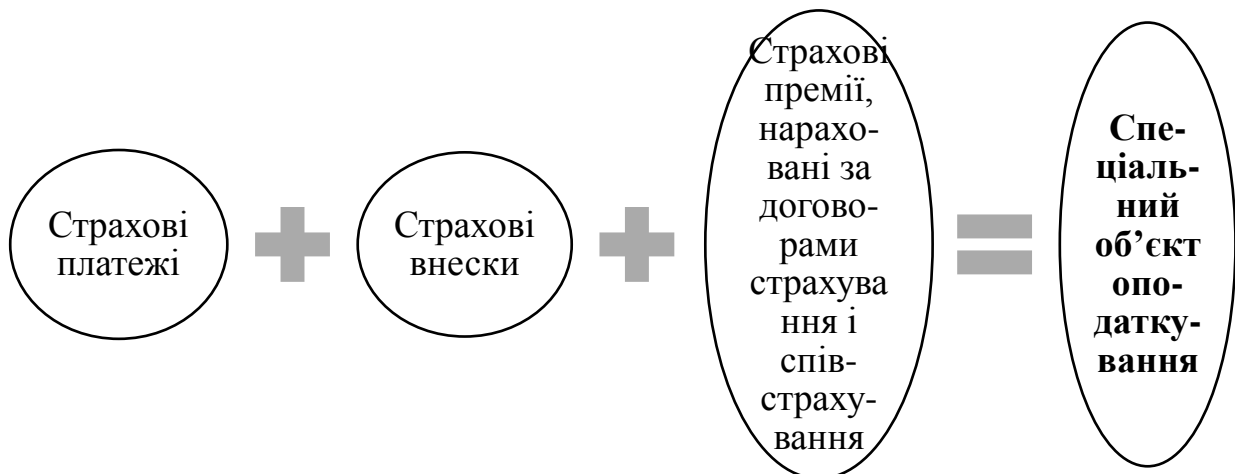 Страхові
платежі
Страхові
внески
Страхові
премії,
нарахо-
вані за
догово-
рами
страхува
ння і
спів-
страху-
вання
Спе-
ціаль-
ний
об’єкт
опо-
датку-
вання